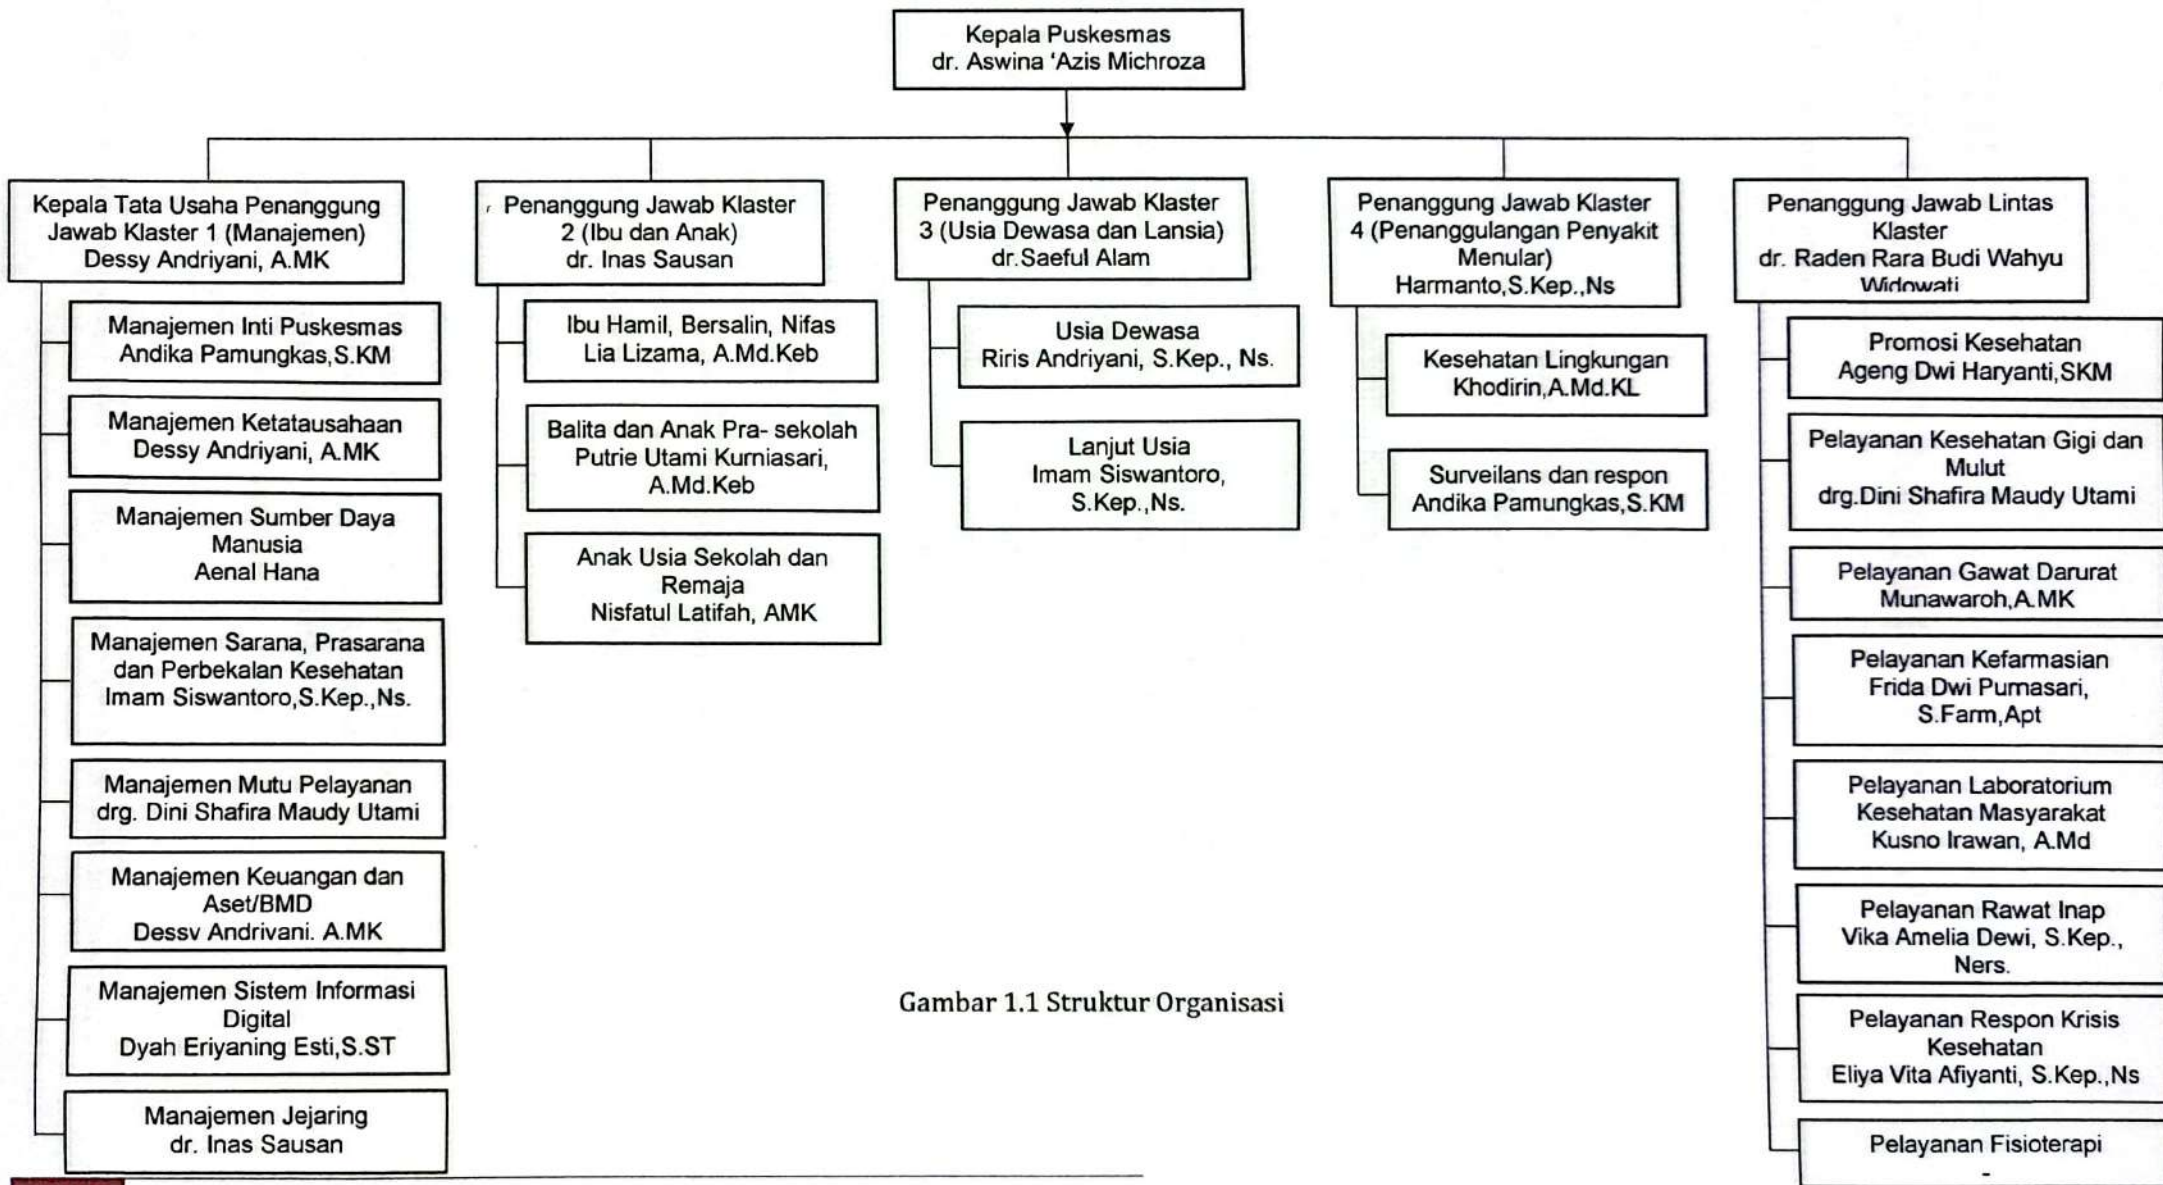 Kepala Puskesmas
dr. Aswina 'Azis Michroza
Kepala Tata Usaha Penanggung
Jawab Klaster 1 (Manajemen)
Dessy Andriyani, A.MK
Manajemen Inti Puskesmas
Andika Pamungkas,S.KM
Manajemen Ketatausahaan
Dessy Andriyani, A.MK
Manajemen Sumber Daya
Manusia
Aenal Hana
Manajemen Sarana, Prasarana
dan Perbekalan Kesehatan
Imam Siswantoro,S.Kep.,Ns.
Manajemen Mutu Pelayanan
drg. Dini Shafira Maudy Utami
Manajemen Keuangan dan
Aset/BMD
Dessy Andriyani. A.MK
Manajemen Sistem Informasi
Digital
Dyah Eriyaning Esti,S.ST
Manajemen Jejaring
dr. Inas Sausan
Penanggung Jawab Klaster
2 (Ibu dan Anak)
dr. Inas Sausan
Ibu Hamil, Bersalin, Nifas
Lia Lizama, A.Md.Keb
Balita dan Anak Pra- sekolah
Putrie Utami Kurniasari,
A.Md.Keb
Anak Usia Sekolah dan
Remaja
Nisfatul Latifah, AMK
Penanggung Jawab Klaster
3 (Usia Dewasa dan Lansia)
dr.Saeful Alam
Usia Dewasa
Riris Andriyani, S.Kep., Ns.
Lanjut Usia
Imam Siswantoro,
S.Kep.,Ns.
Penanggung Jawab Klaster
4 (Penanggulangan Penyakit
Menular)
Harmanto,S.Kep.,Ns
Kesehatan Lingkungan
Khodirin,A.Md.KL
Surveilans dan respon
Andika Pamungkas,S.KM
Penanggung Jawab Lintas
Klaster
dr. Raden Rara Budi Wahyu
Widowati
Promosi Kesehatan
Ageng Dwi Haryanti,SKM
Pelayanan Kesehatan Gigi dan
Mulut
drg.Dini Shafira Maudy Utami
Pelayanan Gawat Darurat
Munawaroh,A.MK
Pelayanan Kefarmasian
Frida Dwi Purnasari,
S.Farm,Apt
Pelayanan Laboratorium
Kesehatan Masyarakat
Kusno Irawan, A.Md
Pelayanan Rawat Inap
Vika Amelia Dewi, S.Kep.,
Ners.
Pelayanan Respon Krisis
Kesehatan
Eliya Vita Afiyanti, S.Kep.,Ns
Pelayanan Fisioterapi
-
Gambar 1.1 Struktur Organisasi